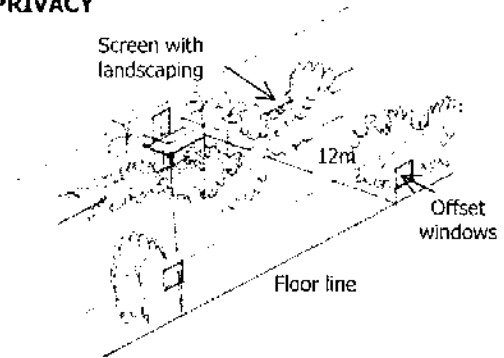 PRIVACY
Screen with
landscaping
12m
Offset
windows
Floor line